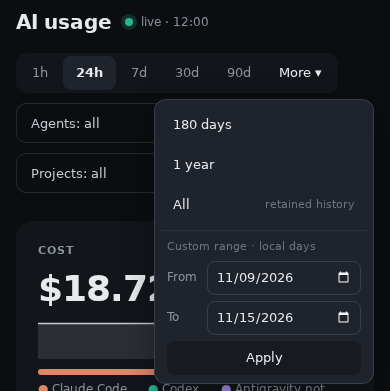 AI usage live · 12:00
1h 24h 7d 30d 90d More ▾
Agents: all
180 days
1 year
Projects: all
All retained history
Custom range · local days
COST
From 11/09/2026
$18.72
To 11/15/2026
Apply
Claude Code Codex Antigravity not